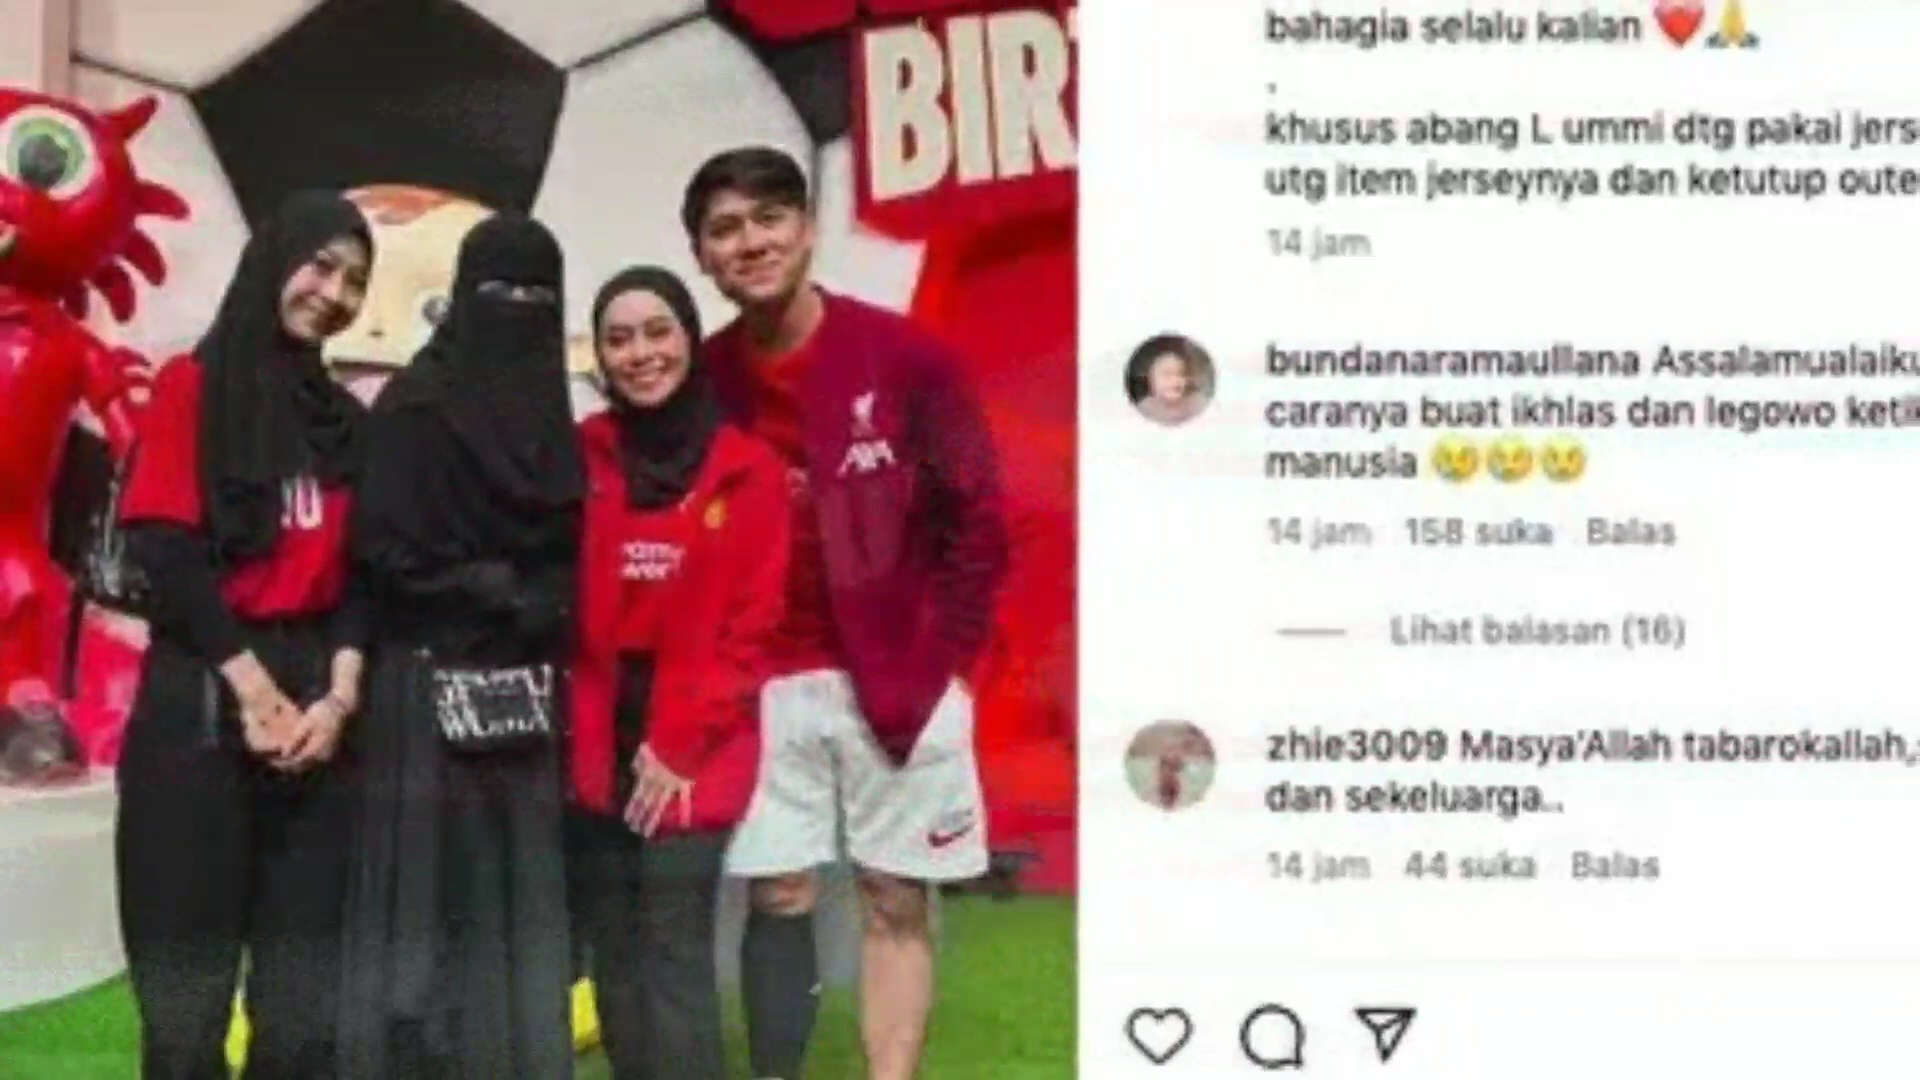 BIR
bahagia selalu kalian ❤️🙏
.
khusus abang L ummi dtg pakai jers
utg item jerseynya dan ketutup oute
14 jam
bundanaramaullana Assalamualaiku
caranya buat ikhlas dan legowo ketik
manusia 😢😢😢
14 jam 158 suka Balas
Lihat balasan (16)
zhie3009 Masya'Allah tabarokallah,
dan sekeluarga..
14 jam 44 suka Balas